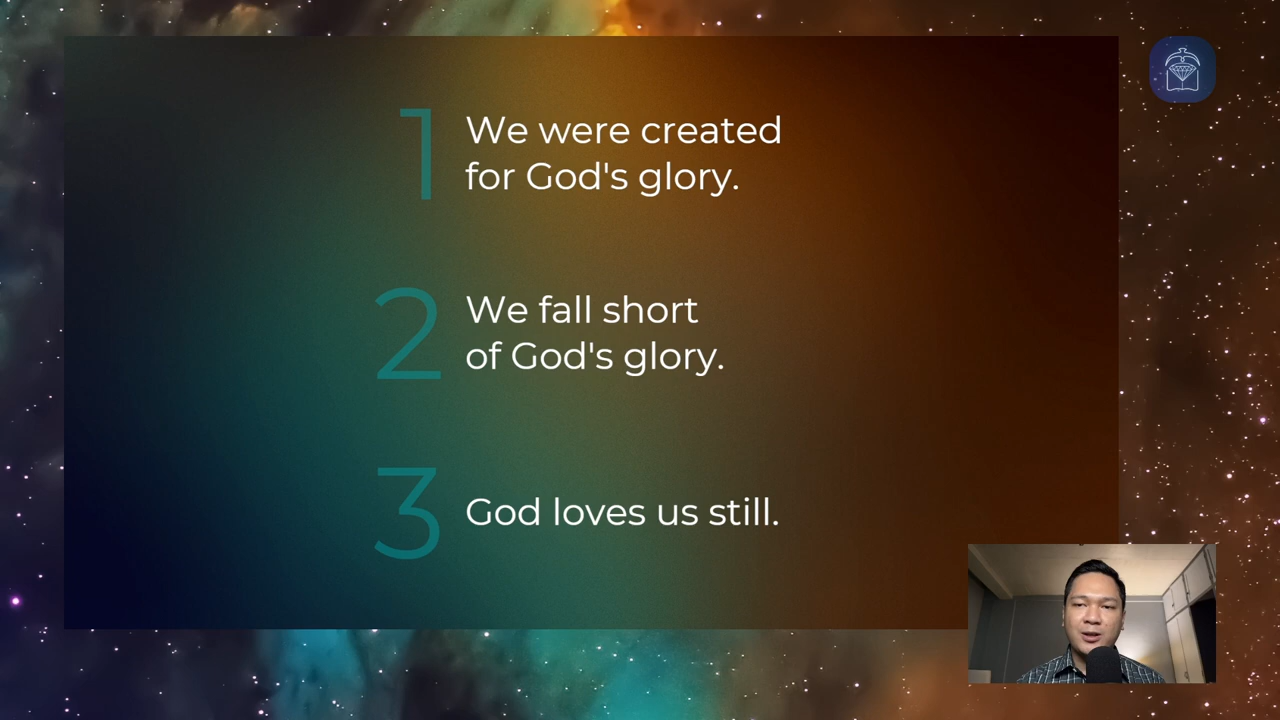 1
We were created
for God's glory.
2
We fall short
of God's glory.
3
God loves us still.